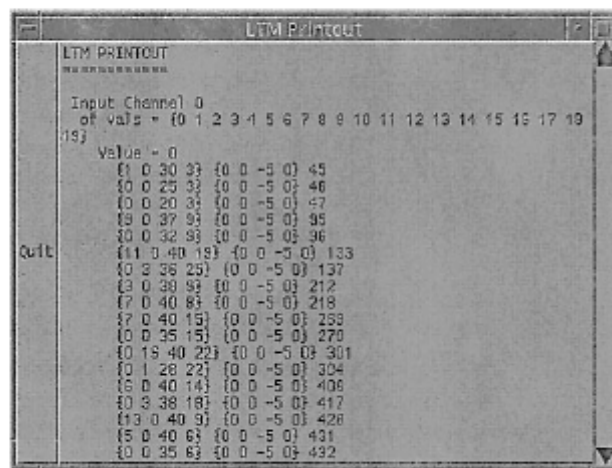 LTM Printout
LTM PRINTOUT
============
Input Channel 0
of vals = {0 1 2 3 4 5 6 7 8 9 10 11 12 13 14 15 16 17 18
19}
Value = 0
{1 0 30 3} {0 0 -5 0} 45
{0 0 25 3} {0 0 -5 0} 46
{0 0 20 3} {0 0 -5 0} 47
{9 0 37 9} {0 0 -5 0} 95
{0 0 32 9} {0 0 -5 0} 96
{11 0 40 19} {0 0 -5 0} 133
{0 3 36 25} {0 0 -5 0} 137
{3 0 38 9} {0 0 -5 0} 212
{7 0 40 8} {0 0 -5 0} 218
{7 0 40 15} {0 0 -5 0} 269
{0 0 35 15} {0 0 -5 0} 270
{0 16 40 22} {0 0 -5 0} 301
{0 1 28 22} {0 0 -5 0} 304
{6 0 40 14} {0 0 -5 0} 406
{0 3 38 18} {0 0 -5 0} 417
{13 0 40 9} {0 0 -5 0} 426
{5 0 40 6} {0 0 -5 0} 431
{0 0 35 6} {0 0 -5 0} 432
Quit